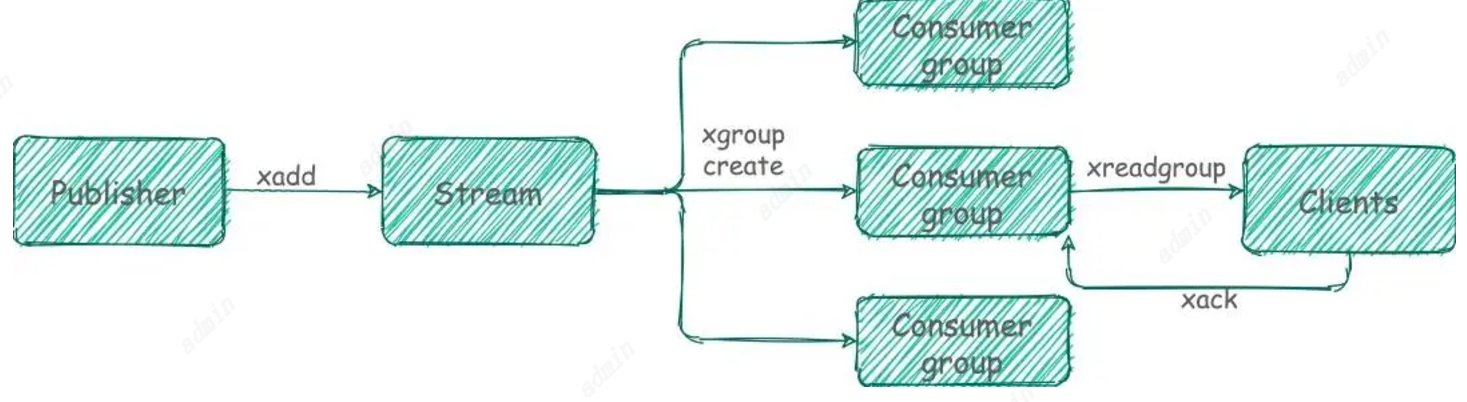 Consumer
group
Publisher
xadd
Stream
xgroup
create
Consumer
group
xreadgroup
Clients
xack
Consumer
group
admin
admin
admin
admin
admin
admin
admin